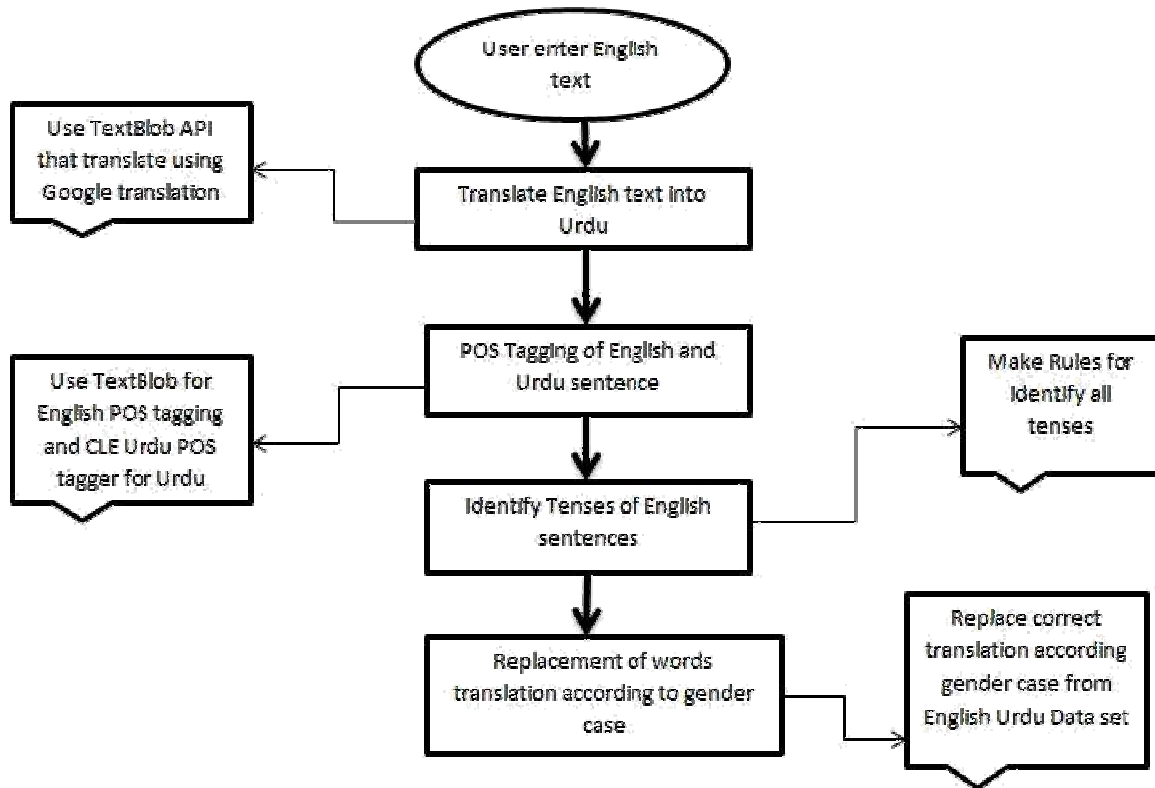 User enter English
text
Use TextBlob API
that translate using
Google translation
Translate English text into
Urdu
POS Tagging of English and
Urdu sentence
Use TextBlob for
English POS tagging
and CLE Urdu POS
tagger for Urdu
Make Rules for
identify all
tenses
Identify Tenses of English
sentences
Replacement of words
translation according to gender
case
Replace correct
translation according
gender case from
English Urdu Data set